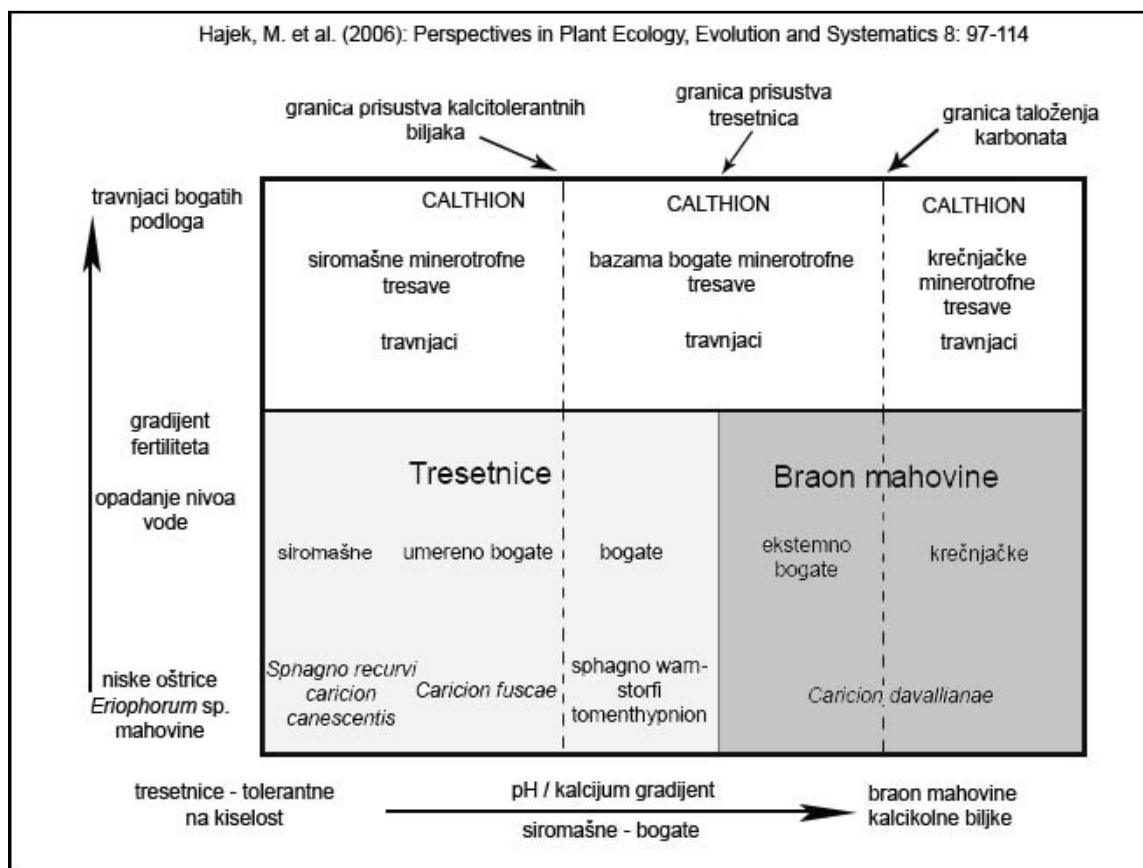 Hajek, M. et al. (2006): Perspectives in Plant Ecology, Evolution and Systematics 8: 97-114
granica prisustva kalcitolerantnih
biljaka
granica prisustva
tresetnica
granica taloženja
karbonata
travnjaci bogatih
podloga
CALTHION
CALTHION
CALTHION
siromašne minerotrofne
tresave
bazama bogate minerotrofne
tresave
krečnjačke
minerotrofne
tresave
travnjaci
travnjaci
travnjaci
gradijent
fertiliteta
opadanje nivoa
vode
Tresetnice
Braon mahovine
siromašne
umereno bogate
bogate
ekstemno
bogate
krečnjačke
niske oštrice
Eriophorum sp.
mahovine
Sphagno recurvi
caricion
canescentis
Caricion fuscae
sphagno warn-
storfi
tomenthypnion
Caricion davallianae
tresetnice - tolerantne
na kiselost
pH / kalcijum gradijent
siromašne - bogate
braon mahovine
kalcikolne biljke